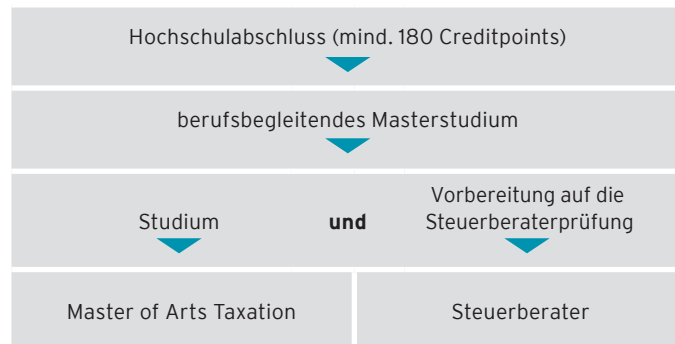 Hochschulabschluss (mind. 180 Creditpoints)
berufsbegleitendes Masterstudium
Studium und Vorbereitung auf die
Steuerberaterprüfung
Master of Arts Taxation
Steuerberater